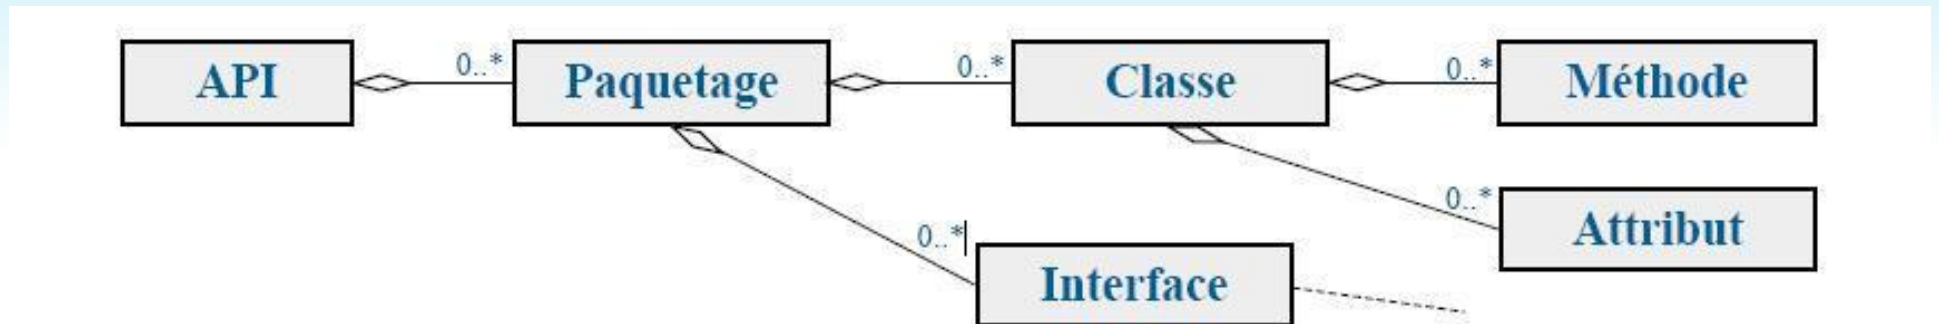 API
0..*
Paquetage
0..*
Classe
0..*
Méthode
0..*
Attribut
0..*
Interface